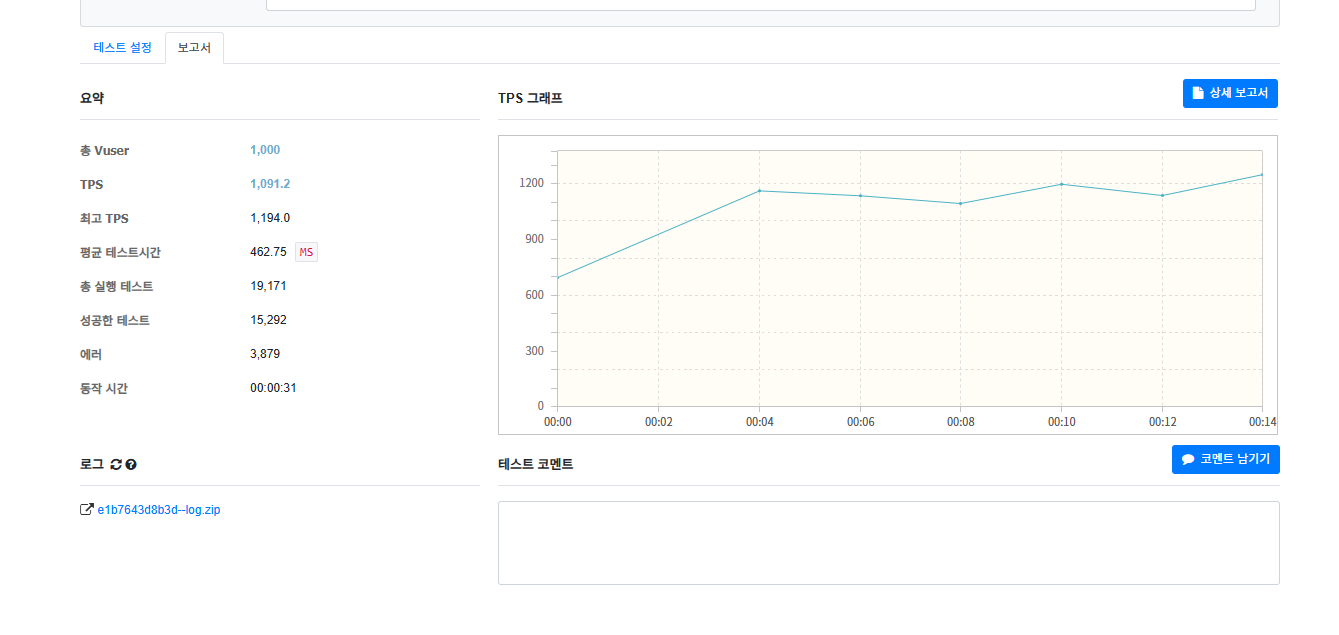 테스트 설정
보고서
요약
총 Vuser 1,000
TPS 1,091.2
최고 TPS 1,194.0
평균 테스트시간 462.75 MS
총 실행 테스트 19,171
성공한 테스트 15,292
에러 3,879
동작 시간 00:00:31
TPS 그래프
상세 보고서
1200
900
600
300
0
00:00 00:02 00:04 00:06 00:08 00:10 00:12 00:14
로그
e1b7643d8b3d--log.zip
테스트 코멘트
코멘트 남기기